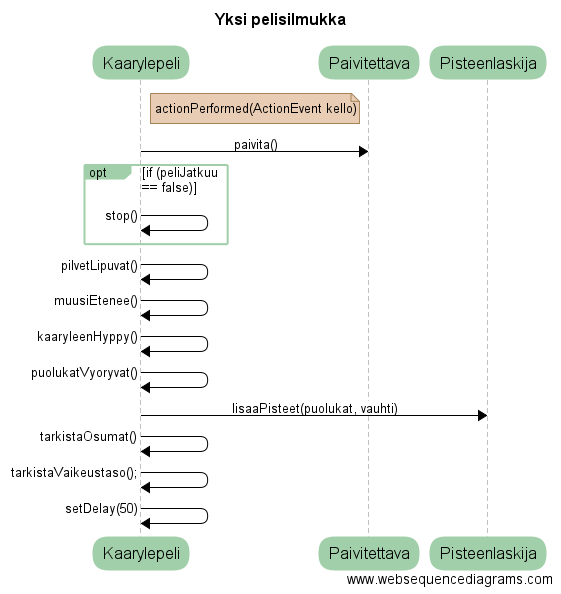 Yksi pelisilmukka
Kaarylepeli
Paivitettava
Pisteenlaskija
actionPerformed(ActionEvent kello)
paivita()
opt
[if (peliJatkuu
== false)]
stop()
pilvetLipuvat()
muusiEtenee()
kaaryleenHyppy()
puolukatVyoryvat()
lisaaPisteet(puolukat, vauhti)
tarkistaOsumat()
tarkistaVaikeustaso();
setDelay(50)
Kaarylepeli
Paivitettava
Pisteenlaskija
www.websequencediagrams.com